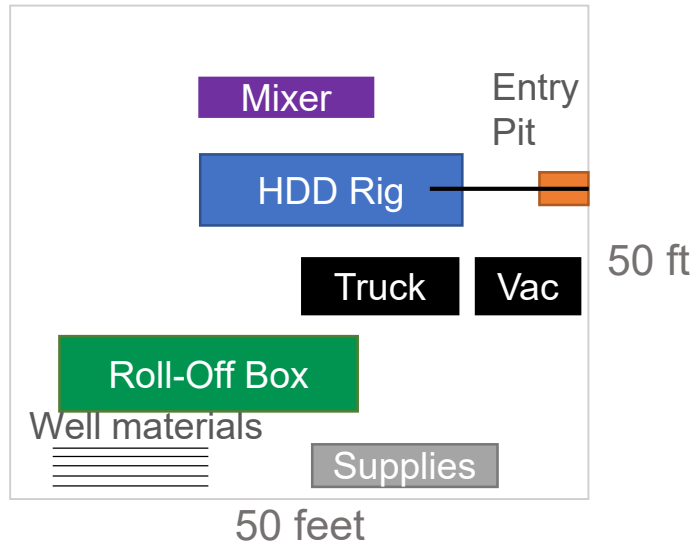 Mixer
Entry
Pit
HDD Rig
50 ft
Truck
Vac
Roll-Off Box
Well materials
Supplies
50 feet